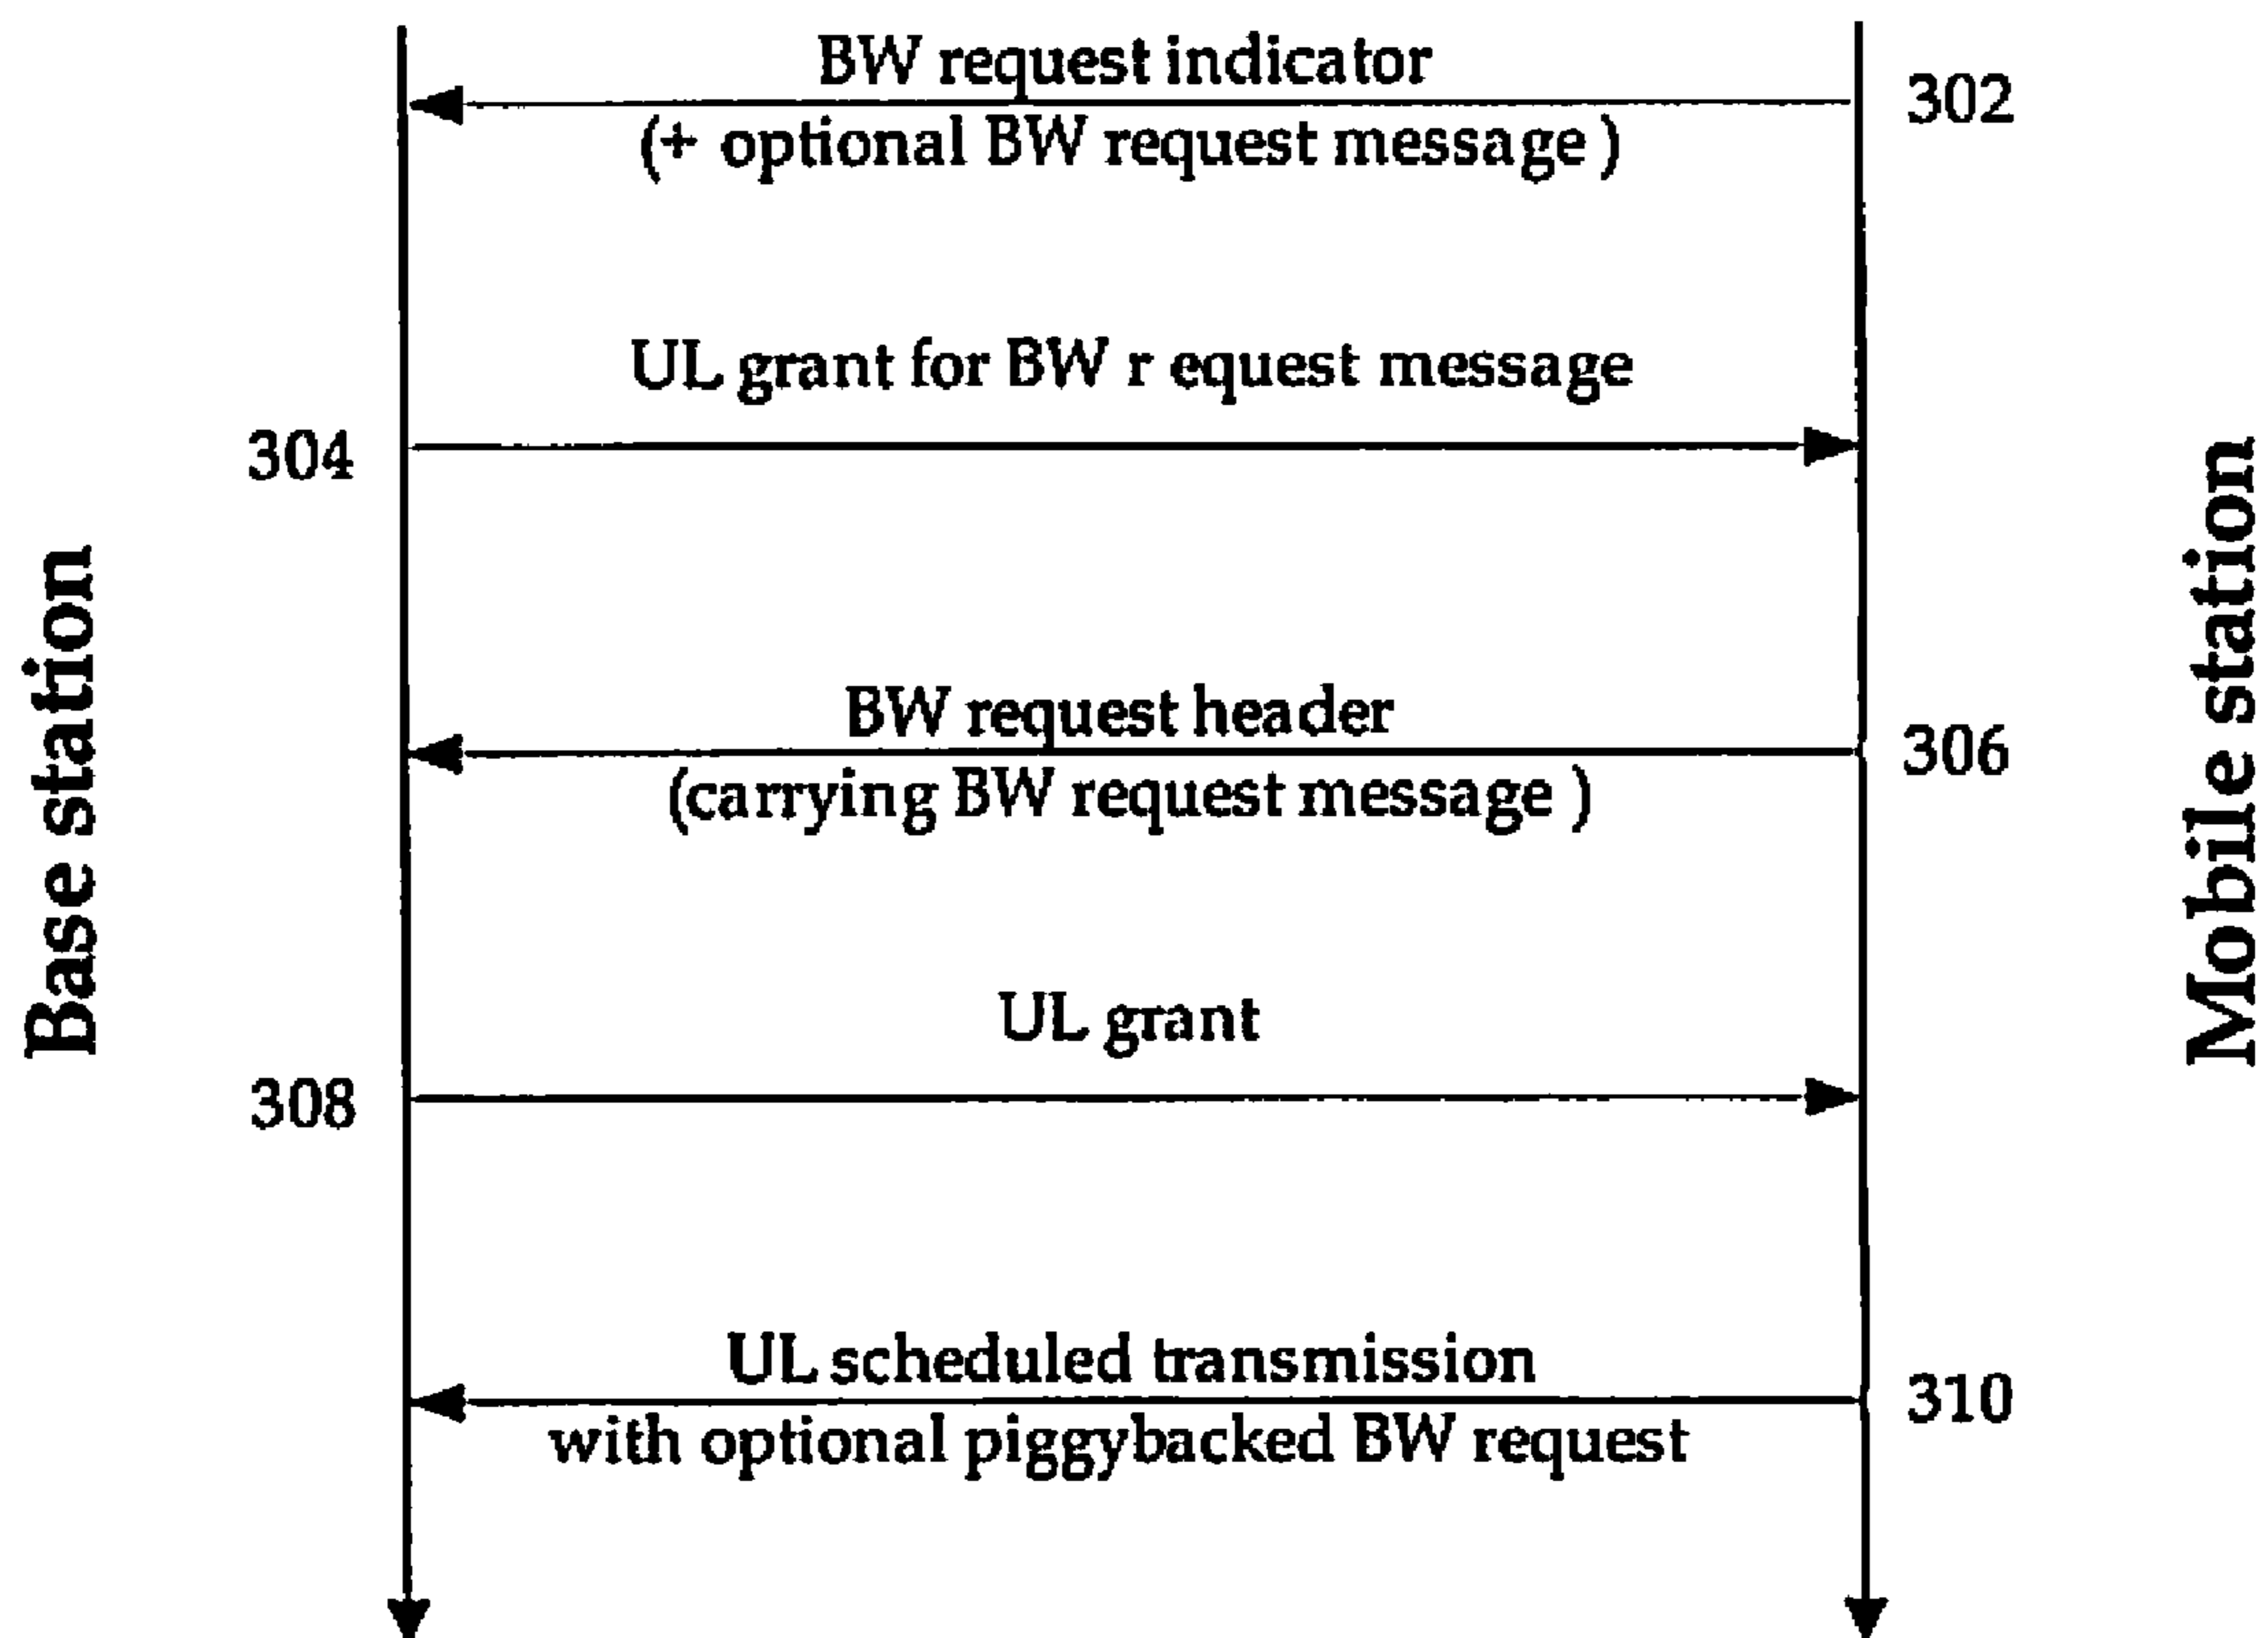 BW request indicator
302
(+ optional BW request message )
UL grant for BW r equest message
304
BW request header
306
(carrying BW request message )
UL grant
308
UL scheduled transmission
310
with optional piggybacked BW request
Base station
Mobile station